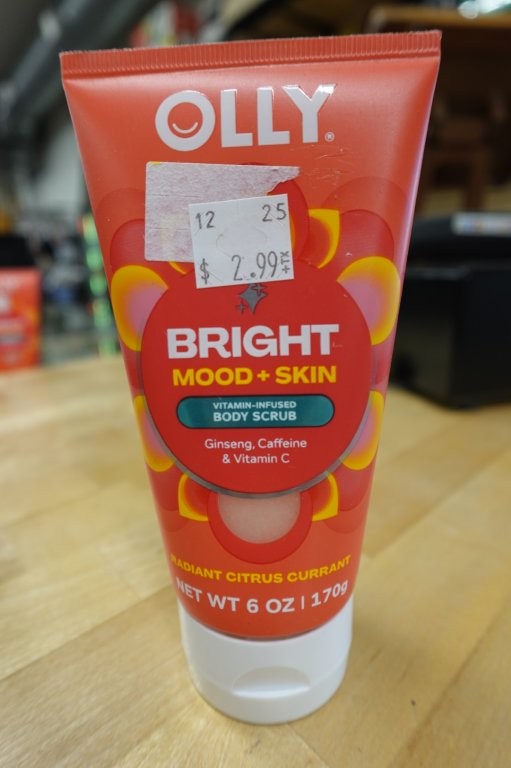 OLLY®
12 25
$ 2.99 +TX
BRIGHT
MOOD + SKIN
VITAMIN-INFUSED
BODY SCRUB
Ginseng, Caffeine
& Vitamin C
RADIANT CITRUS CURRANT
NET WT 6 OZ | 170g